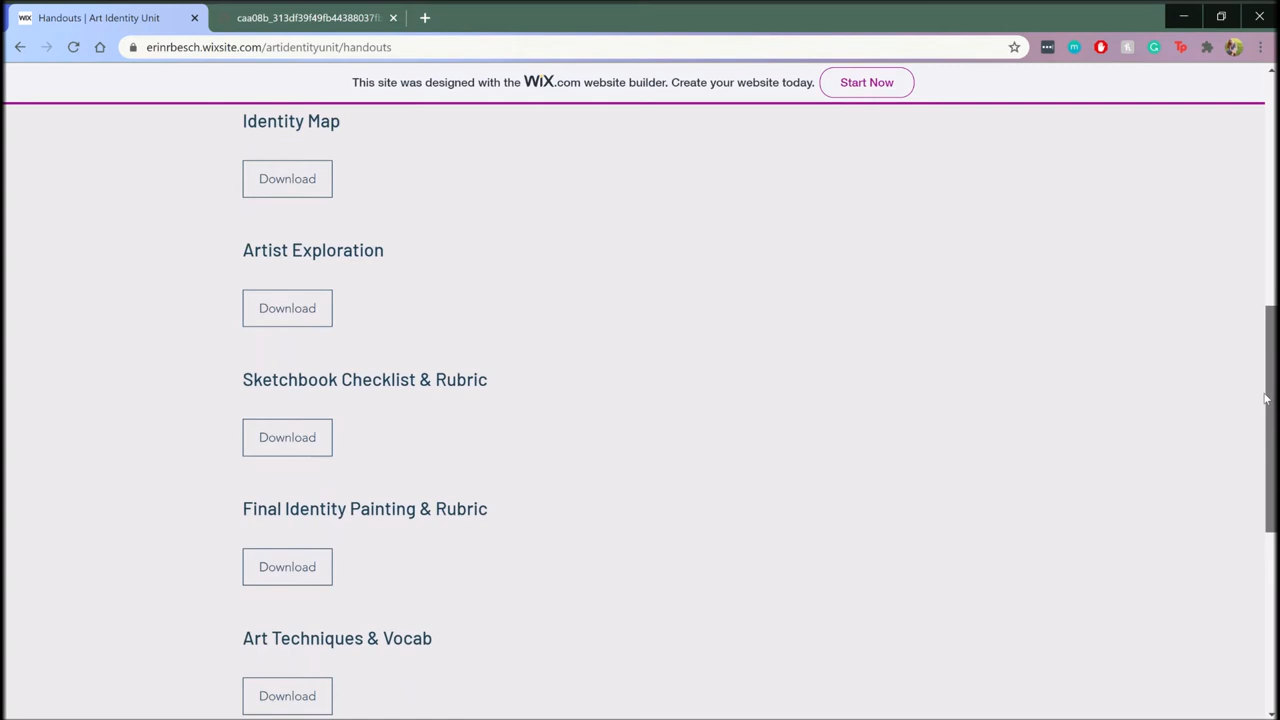 Handouts | Art Identity Unit
caa08b_313df39f49fb44388037f
erinrbesch.wixsite.com/artidentityunit/handouts
This site was designed with the WiX.com website builder. Create your website today.
Start Now
Identity Map
Download
Artist Exploration
Download
Sketchbook Checklist & Rubric
Download
Final Identity Painting & Rubric
Download
Art Techniques & Vocab
Download